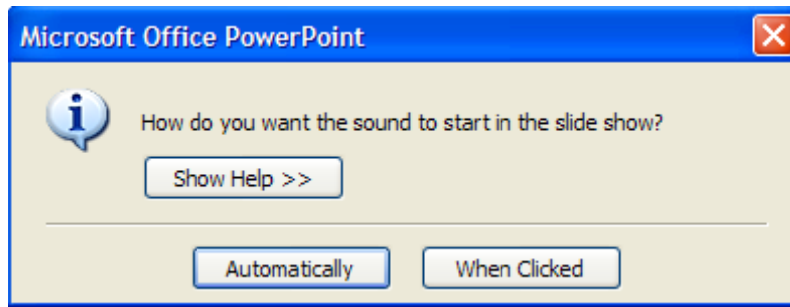 Microsoft Office PowerPoint
How do you want the sound to start in the slide show?
Show Help >>
Automatically When Clicked